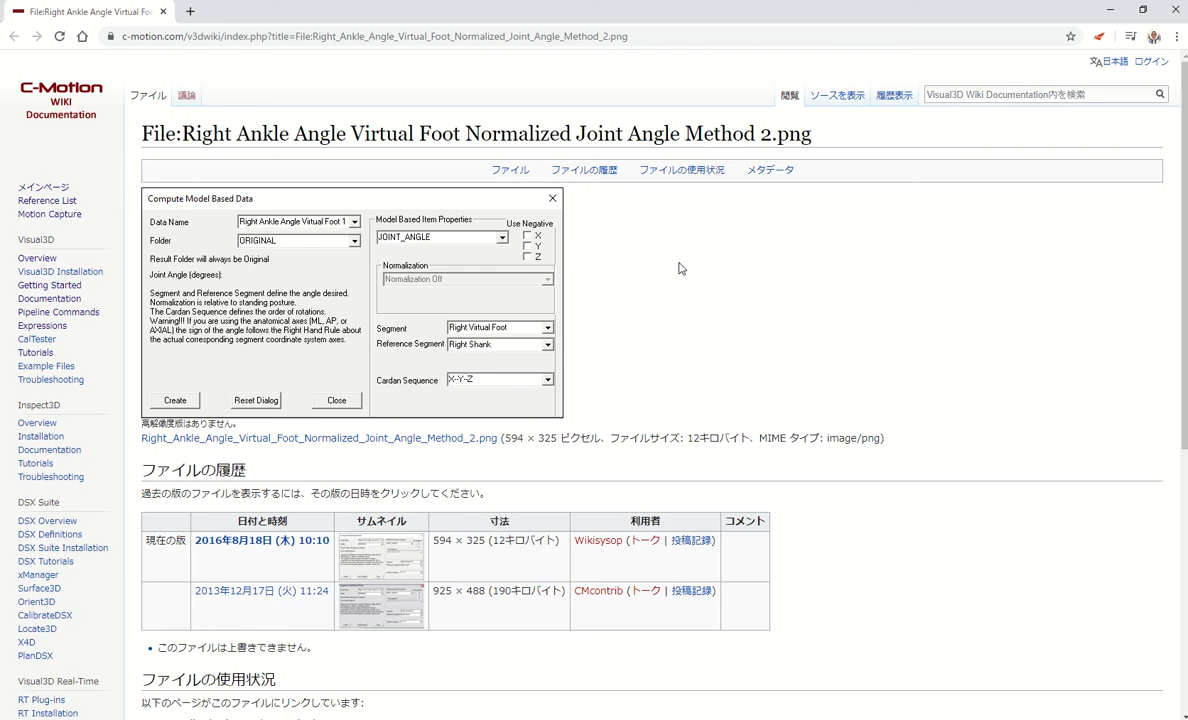 File:Right Ankle Angle Virtual Foo
c-motion.com/v3dwiki/index.php?title=File:Right_Ankle_Angle_Virtual_Foot_Normalized_Joint_Angle_Method_2.png
日本語 ログイン
C-Motion
WIKI
Documentation
ファイル 議論 閲覧 ソースを表示 履歴表示 Visual3D Wiki Documentation内を検索
File:Right Ankle Angle Virtual Foot Normalized Joint Angle Method 2.png
ファイル ファイルの履歴 ファイルの使用状況 メタデータ
メインページ
Reference List
Motion Capture
Visual3D
Overview
Visual3D Installation
Getting Started
Documentation
Pipeline Commands
Expressions
CalTester
Tutorials
Example Files
Troubleshooting
Inspect3D
Overview
Installation
Documentation
Tutorials
Troubleshooting
DSX Suite
DSX Overview
DSX Definitions
DSX Suite Installation
DSX Tutorials
xManager
Surface3D
Orient3D
CalibrateDSX
Locate3D
X4D
PlanDSX
Visual3D Real-Time
RT Plug-ins
RT Installation
Compute Model Based Data
Data Name Right Ankle Angle Virtual Foot 1
Folder ORIGINAL
Result Folder will always be Original
Joint Angle (degrees):
Segment and Reference Segment define the angle desired.
Normalization is relative to standing posture.
The Cardan Sequence defines the order of rotations.
Warning!!! If you are using the anatomical axes (ML, AP, or
AXIAL) the sign of the angle follows the Right Hand Rule about
the actual corresponding segment coordinate system axes.
Create Reset Dialog Close
Model Based Item Properties
Use Negative
JOINT_ANGLE
X
Y
Z
Normalization
Normalization Off
Segment Right Virtual Foot
Reference Segment Right Shank
Cardan Sequence X-Y-Z
高解像度版はありません。
Right_Ankle_Angle_Virtual_Foot_Normalized_Joint_Angle_Method_2.png (594 × 325 ピクセル、ファイルサイズ: 12キロバイト、MIME タイプ: image/png)
ファイルの履歴
過去の版のファイルを表示するには、その版の日時をクリックしてください。
日付と時刻 サムネイル 寸法 利用者 コメント
現在の版 2016年8月18日 (木) 10:10 594 × 325 (12キロバイト) Wikisysop (トーク | 投稿記録)
2013年12月17日 (火) 11:24 925 × 488 (190キロバイト) CMcontrib (トーク | 投稿記録)
このファイルは上書きできません。
ファイルの使用状況
以下のページがこのファイルにリンクしています: